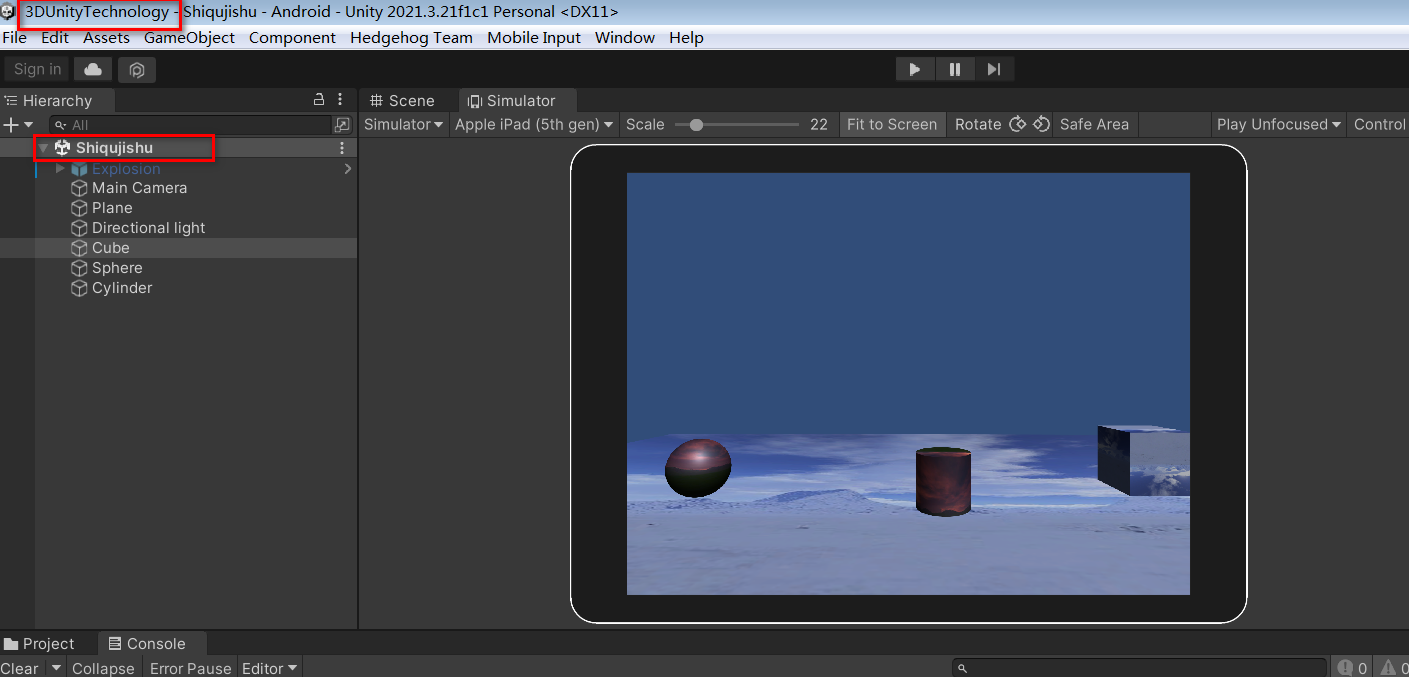 3DUnityTechnology - Shiqujishu - Android - Unity 2021.3.21f1c1 Personal <DX11>
File Edit Assets GameObject Component Hedgehog Team Mobile Input Window Help
Sign in
Hierarchy Scene Simulator
All Simulator Apple iPad (5th gen) Scale 22 Fit to Screen Rotate Safe Area Play Unfocused Control
Shiqujishu
Explosion
Main Camera
Plane
Directional light
Cube
Sphere
Cylinder
Project Console
Clear Collapse Error Pause Editor 0 0